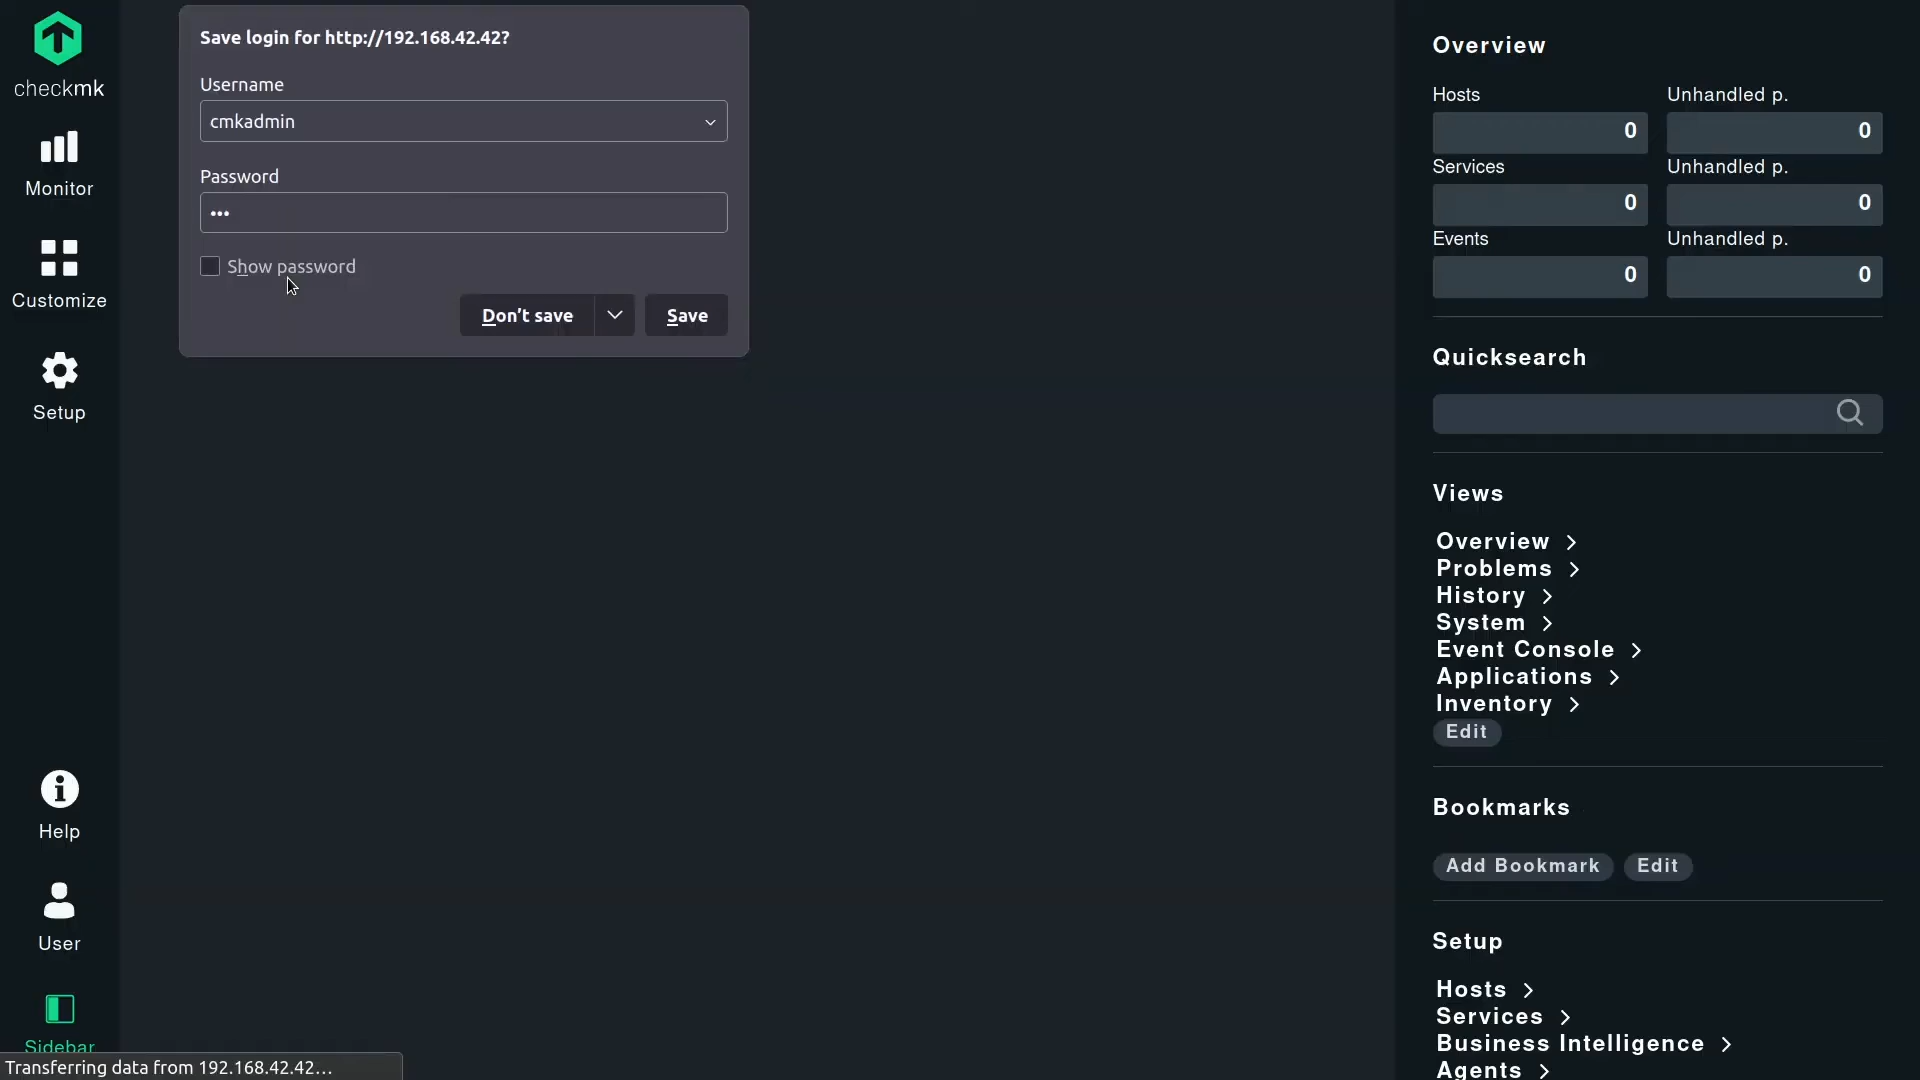 checkmk
Monitor
Customize
Setup
Help
User
Sidebar
Save login for http://192.168.42.42?
Username
cmkadmin
Password
•••
Show password
Don't save
Save
Overview
Hosts Unhandled p.
0 0
Services Unhandled p.
0 0
Events Unhandled p.
0 0
Quicksearch
Views
Overview
Problems
History
System
Event Console
Applications
Inventory
Edit
Bookmarks
Add Bookmark Edit
Setup
Hosts
Services
Business Intelligence
Agents
Transferring data from 192.168.42.42…